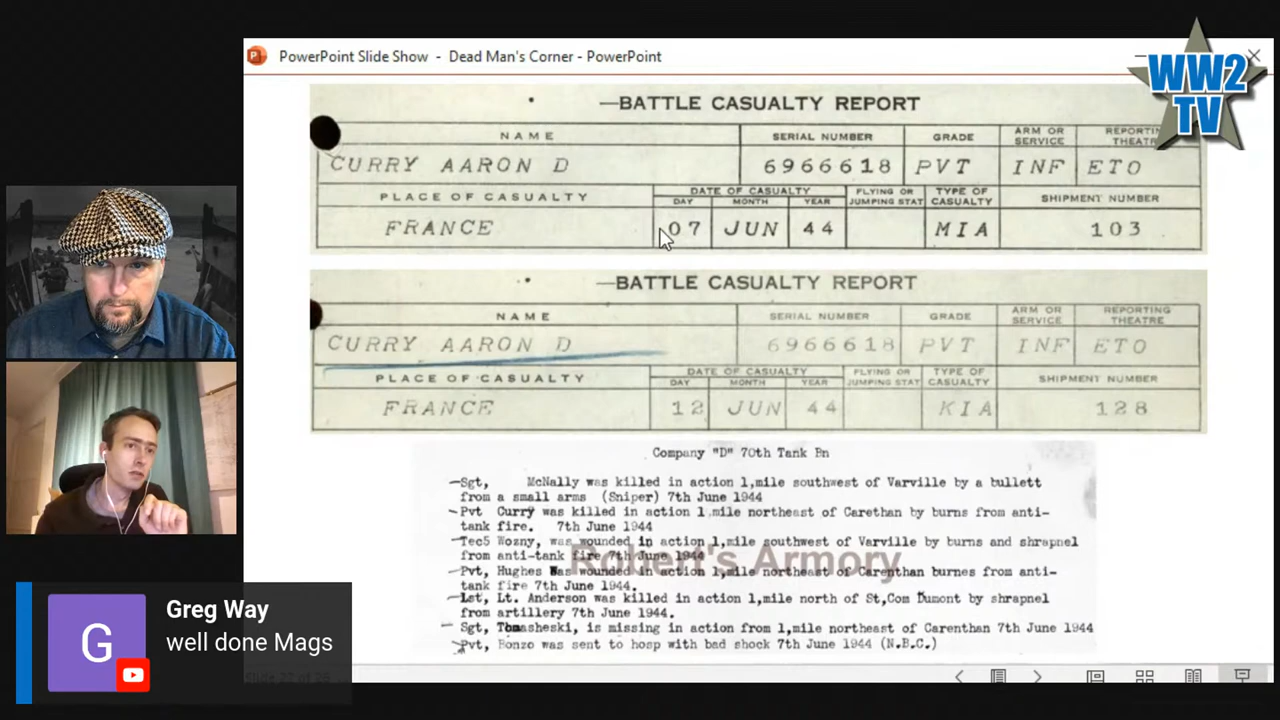 PowerPoint Slide Show - Dead Man's Corner - PowerPoint
WW2
TV
—BATTLE CASUALTY REPORT
NAME SERIAL NUMBER GRADE ARM OR SERVICE REPORTING THEATRE
CURRY AARON D 6966618 PVT INF ETO
PLACE OF CASUALTY DATE OF CASUALTY FLYING OR JUMPING STAT TYPE OF CASUALTY SHIPMENT NUMBER
DAY MONTH YEAR
FRANCE 07 JUN 44 MIA 103
—BATTLE CASUALTY REPORT
NAME SERIAL NUMBER GRADE ARM OR SERVICE REPORTING THEATRE
CURRY AARON D 6966618 PVT INF ETO
PLACE OF CASUALTY DATE OF CASUALTY FLYING OR JUMPING STAT TYPE OF CASUALTY SHIPMENT NUMBER
DAY MONTH YEAR
FRANCE 12 JUN 44 KIA 128
Company "D" 70th Tank Bn
—Sgt, McNally was killed in action 1,mile southwest of Varville by a bullett
from a small arms (Sniper) 7th June 1944
—Pvt Curry was killed in action 1 mile northeast of Carethan by burns from anti-
tank fire. 7th June 1944
—Tec5 Wozny, was wounded in action 1,mile southwest of Varville by burns and shrapnel
from anti-tank fire 7th June 1944
—Pvt, Hughes Was wounded in action 1,mile northeast of Carenthan burnes from anti-
tank fire 7th June 1944.
—1st, Lt. Anderson was killed in action 1,mile north of St,Com Dumont by shrapnel
from artillery 7th June 1944.
— Sgt, Tomasheski, is missing in action from 1,mile northeast of Carenthan 7th June 1944
—Pvt, Bonzo was sent to hosp with bad shock 7th June 1944 (N.B.C.)
Robert's Armory
G
Greg Way
well done Mags